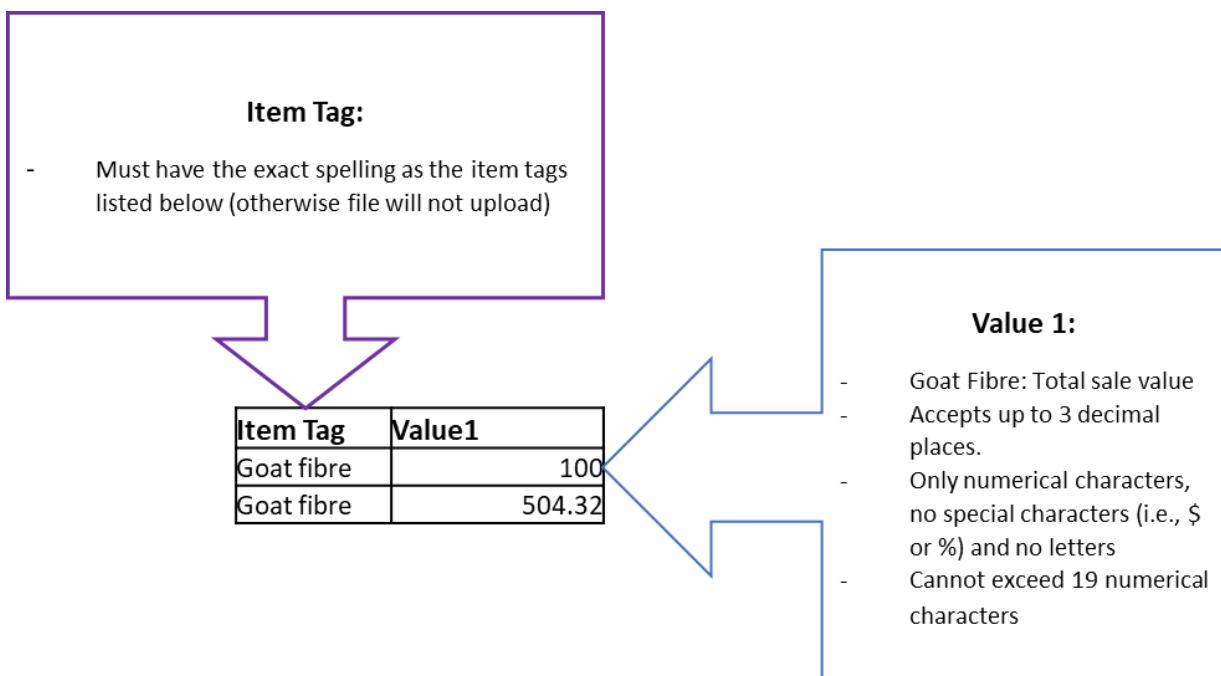 Item Tag:
- Must have the exact spelling as the item tags
listed below (otherwise file will not upload)
Value 1:
- Goat Fibre: Total sale value
- Accepts up to 3 decimal
places.
- Only numerical characters,
no special characters (i.e., $
or %) and no letters
- Cannot exceed 19 numerical
characters
Item Tag Value1
Goat fibre 100
Goat fibre 504.32